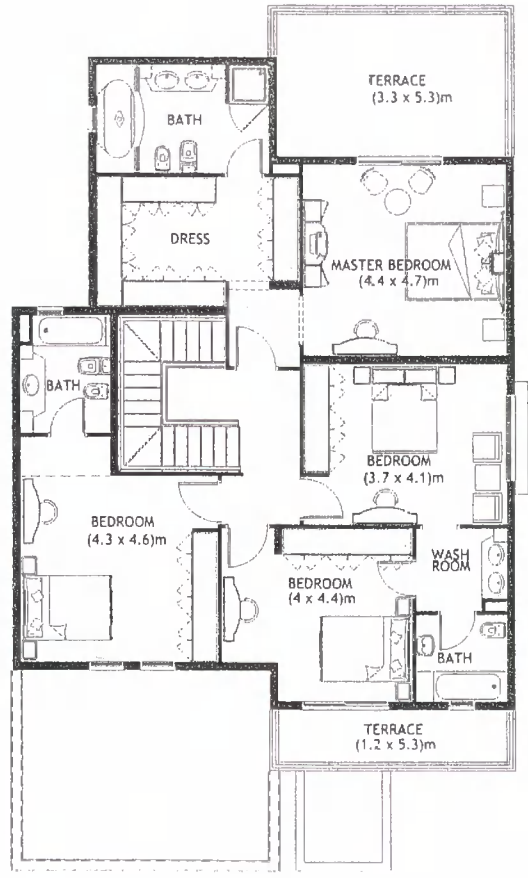 TERRACE
(3.3 x 5.3)m
BATH
DRESS
MASTER BEDROOM
(4.4 x 4.7)m
BATH
BEDROOM
(3.7 x 4.1)m
BEDROOM
(4.3 x 4.6)m
WASH
ROOM
BEDROOM
(4 x 4.4)m
BATH
TERRACE
(1.2 x 5.3)m